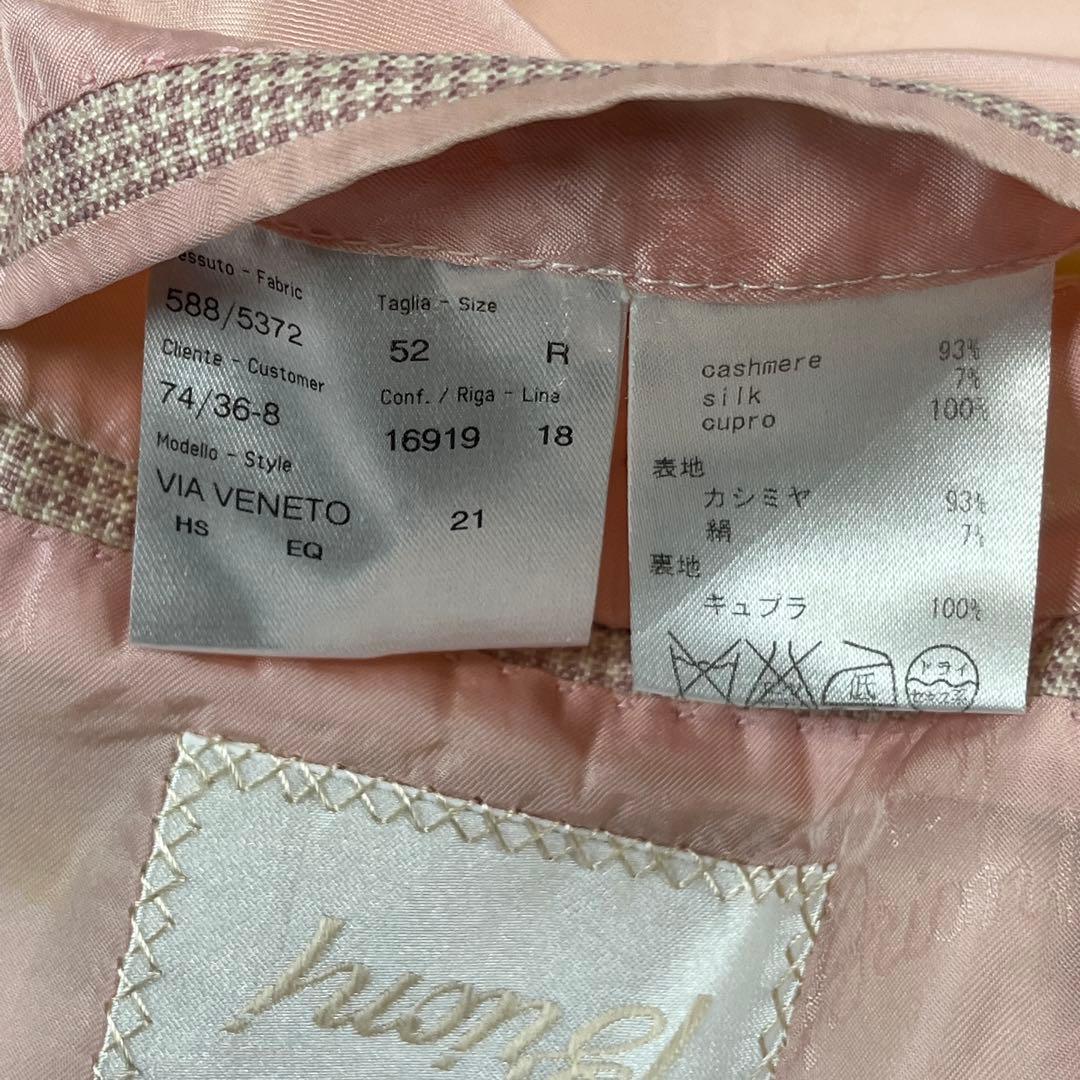 essuto - Fabric
588/5372
Cliente - Customer
74/36-8
Modello - Style
VIA VENETO
HS EQ
Taglia - Size
52 R
Conf. / Riga - Line
16919 18
21
cashmere 93%
silk 7%
cupro 100%
表地
カシミヤ 93%
絹 7%
裏地
キュプラ 100%
低
ドライ